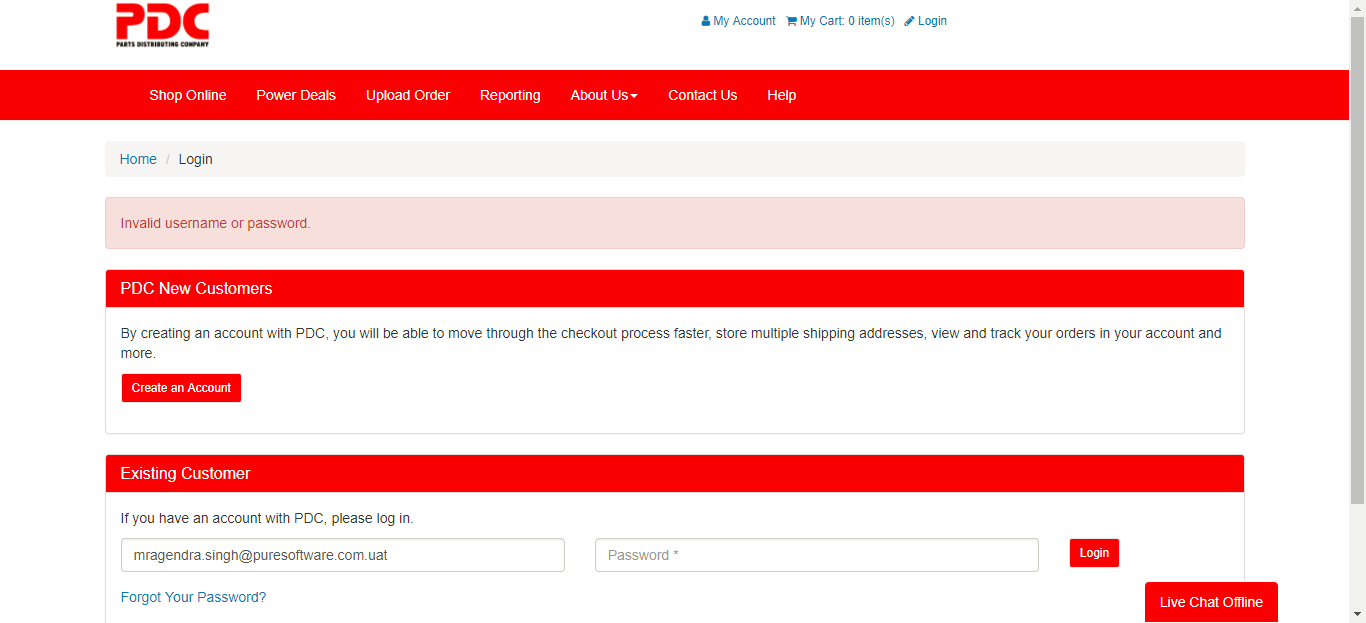 PDC
PARTS DISTRIBUTING COMPANY
My Account My Cart: 0 item(s) Login
Shop Online Power Deals Upload Order Reporting About Us Contact Us Help
Home / Login
Invalid username or password.
PDC New Customers
By creating an account with PDC, you will be able to move through the checkout process faster, store multiple shipping addresses, view and track your orders in your account and
more.
Create an Account
Existing Customer
If you have an account with PDC, please log in.
mragendra.singh@puresoftware.com.uat Password * Login
Forgot Your Password?
Live Chat Offline